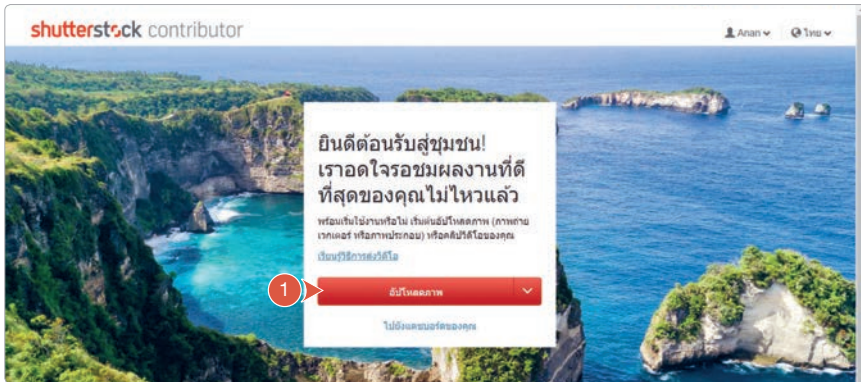 shutterstock contributor
Anan
ไทย
ยินดีต้อนรับสู่ชุมชน!
เราอดใจรอชมผลงานที่ดี
ที่สุดของคุณไม่ไหวแล้ว
พร้อมเริ่มใช้งานหรือไม่ เริ่มต้นอัปโหลดภาพ (ภาพถ่าย
เวกเตอร์ หรือภาพประกอบ) หรือคลิปวิดีโอของคุณ
เรียนรู้วิธีการส่งวิดีโอ
1
อัปโหลดภาพ
ไปยังแดชบอร์ดของคุณ